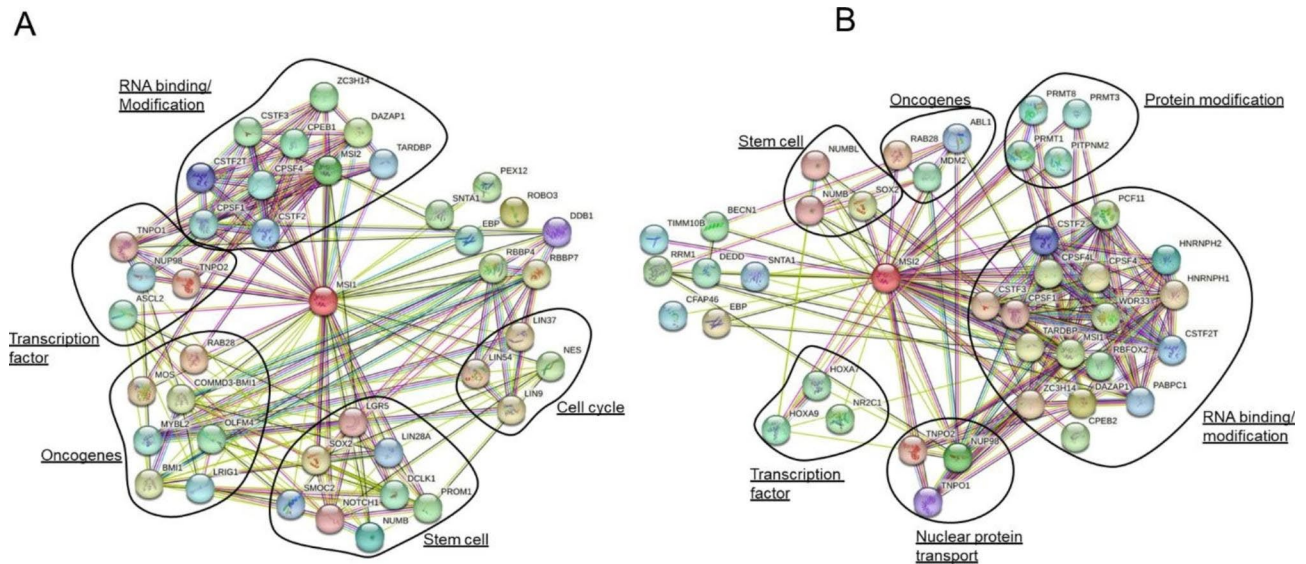 A
RNA binding/
Modification
ZC3H14
CSTF3
CPEB1
DAZAP1
MSI2
TARDBP
CSTF2T
CPSF4
CPSF1
CSTF2
TNPO1
NUP98
TNPO2
ASCL2
Transcription
factor
PEX12
SNTA1
ROBO3
EBP
DDB1
RBBP4
RBBP7
MSI1
LIN37
LIN54
NES
LIN9
Cell cycle
RAB28
MOS
COMMD3-BMI1
MYBL2
OLFM4
BMI1
LRIG1
Oncogenes
LGR5
SOX2
LIN28A
SMOC2
DCLK1
NOTCH1
PROM1
NUMB
Stem cell
B
Oncogenes
RAB28
ABL1
MDM2
Protein modification
PRMT8
PRMT3
PRMT1
PITPNM2
Stem cell
NUMBL
NUMB
SOX2
BECN1
TIMM10B
RRM1
DEDD
SNTA1
CFAP46
EBP
MSI2
PCF11
CSTF2
HNRNPH2
CPSF4L
CPSF4
HNRNPH1
CSTF3
CPSF1
WDR33
CSTF2T
TARDBP
MSI1
RBFOX2
ZC3H14
DAZAP1
PABPC1
CPEB2
RNA binding/
modification
HOXA7
NR2C1
HOXA9
Transcription
factor
TNPO2
NUP98
TNPO1
Nuclear protein
transport